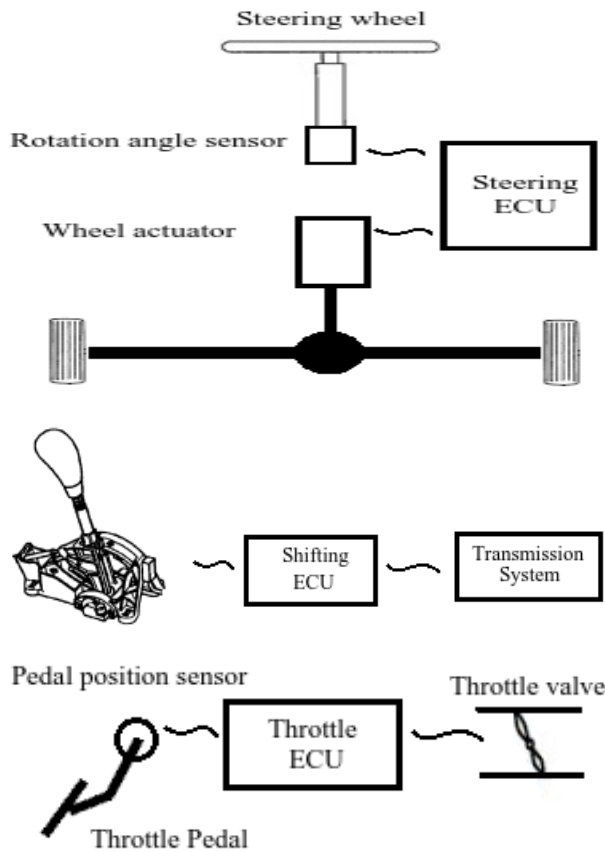 Steering wheel
Rotation angle sensor
Steering
ECU
Wheel actuator
Shifting
ECU
Transmission
System
Pedal position sensor
Throttle valve
Throttle
ECU
Throttle Pedal